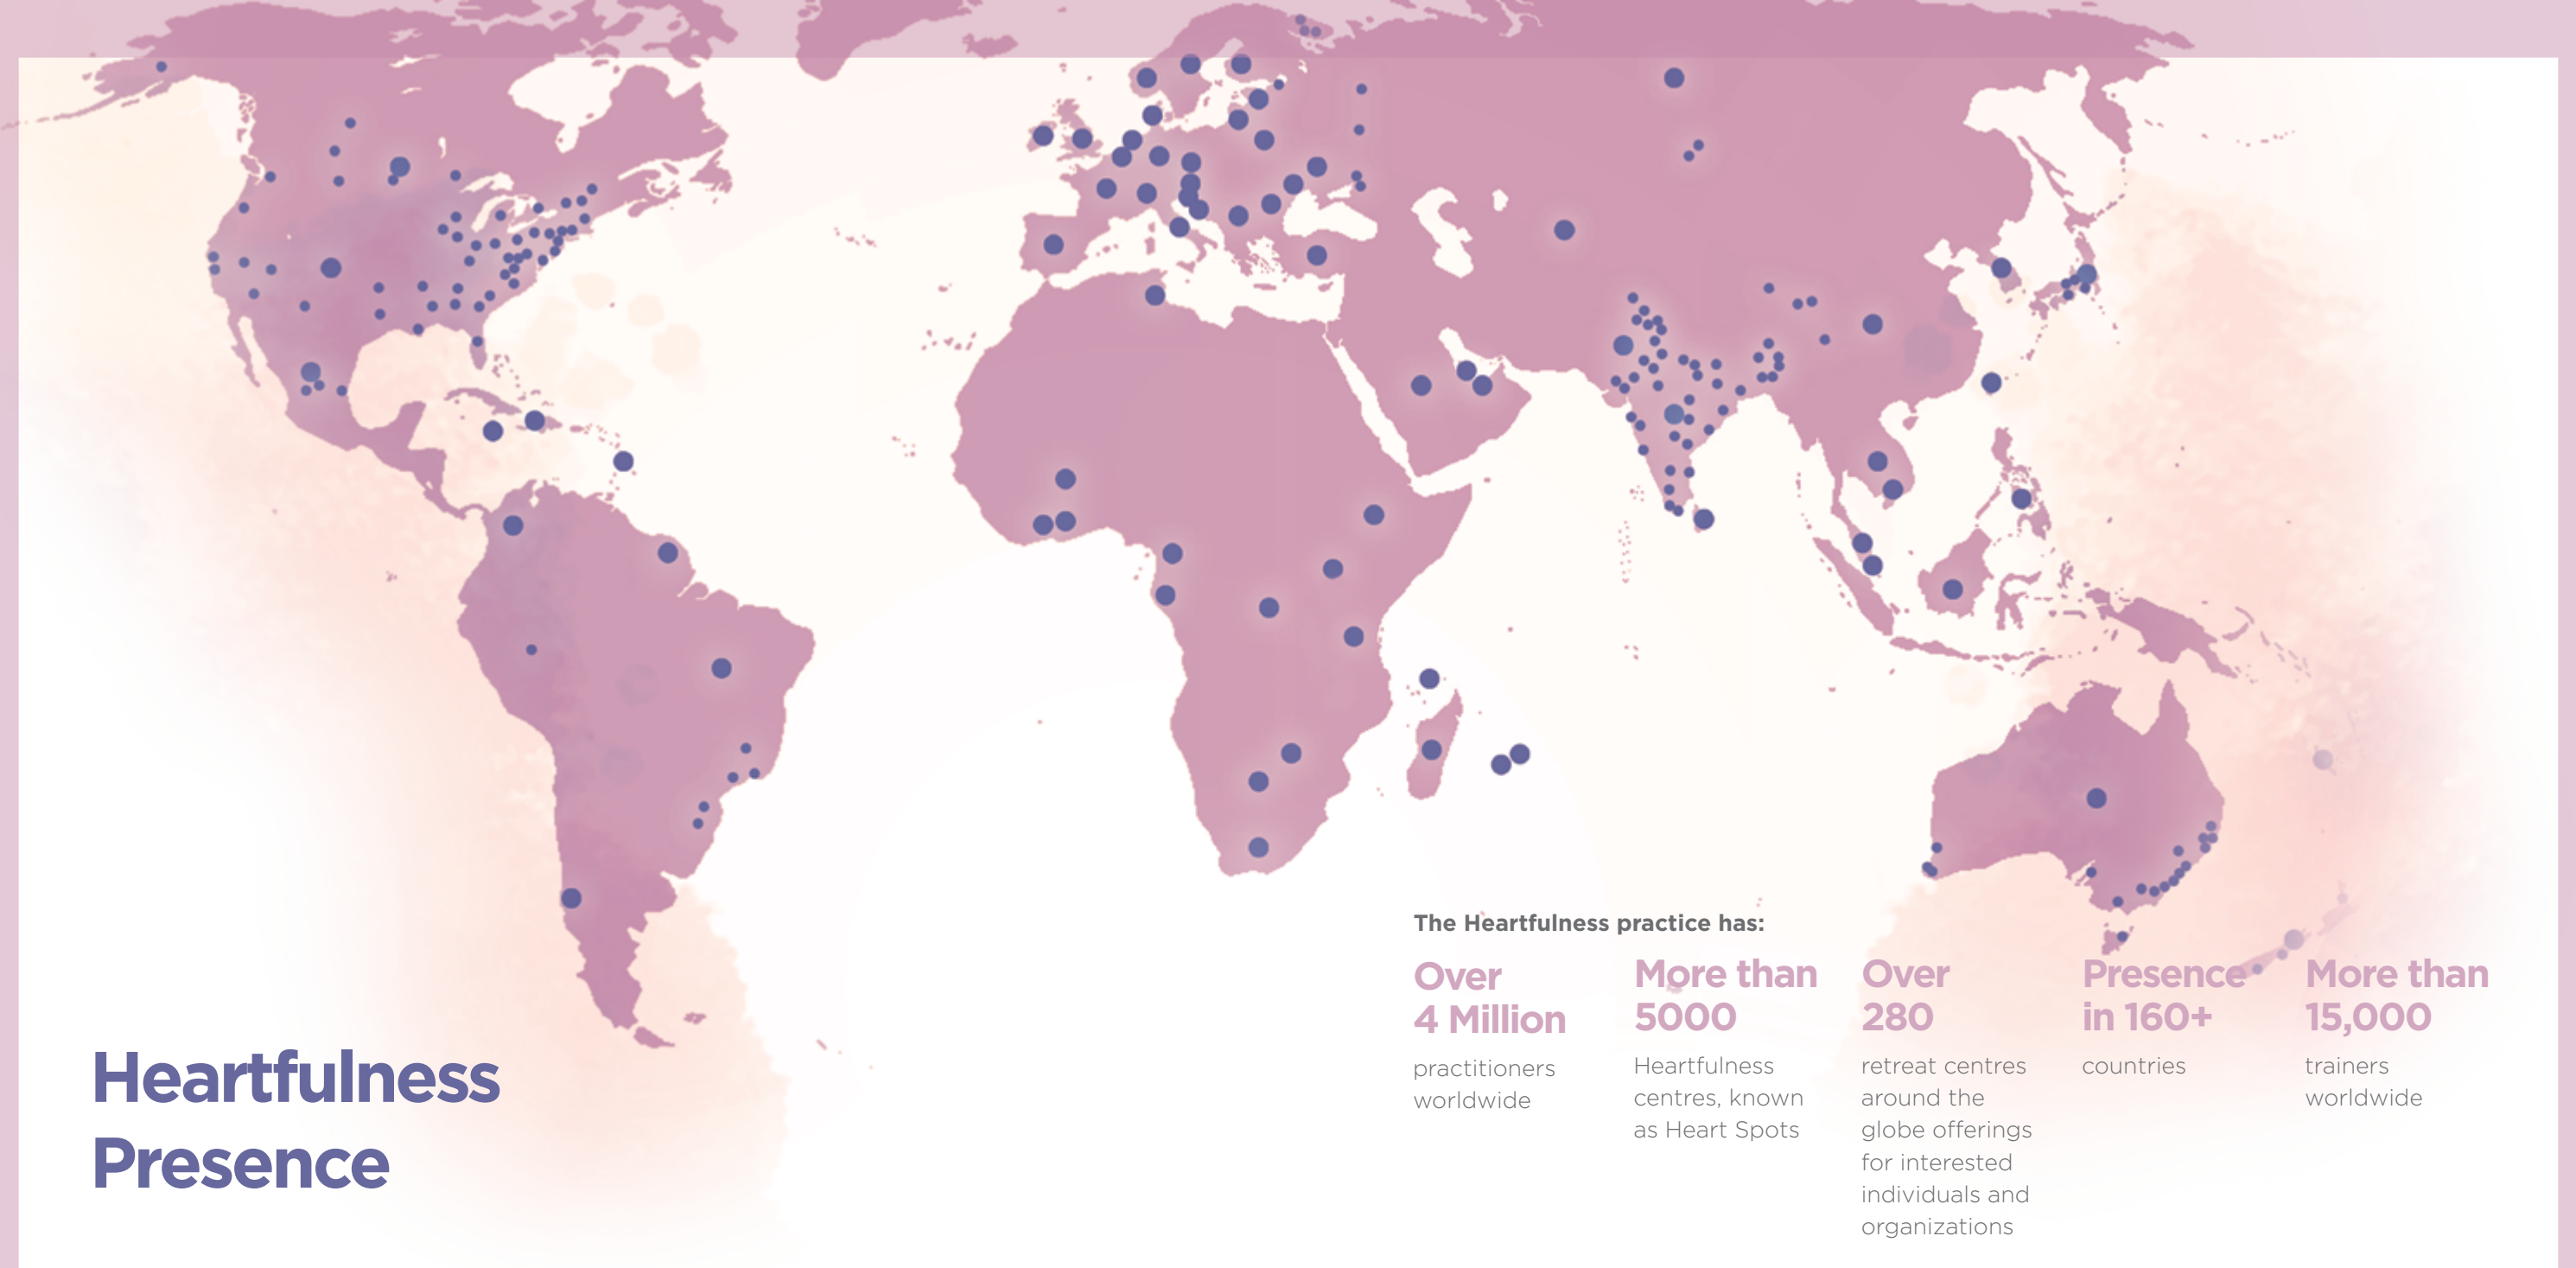 The Heartfulness practice has:
Over
4 Million
practitioners
worldwide
More than
5000
Heartfulness
centres, known
as Heart Spots
Over
280
retreat centres
around the
globe offerings
for interested
individuals and
organizations
Presence
in 160+
countries
More than
15,000
trainers
worldwide
Heartfulness
Presence